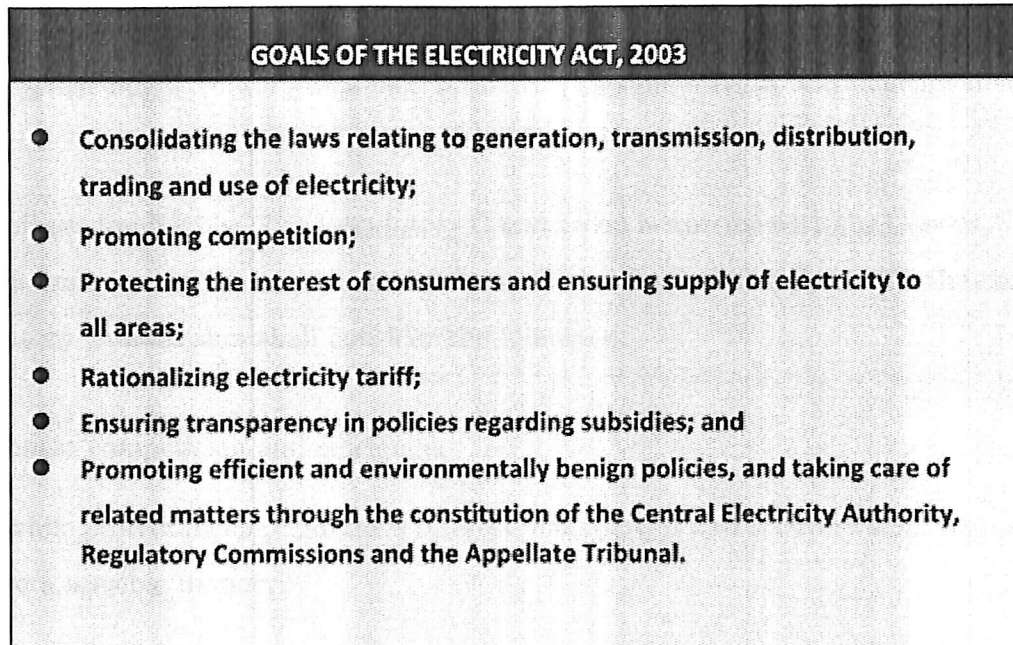 GOALS OF THE ELECTRICITY ACT, 2003
● Consolidating the laws relating to generation, transmission, distribution,
trading and use of electricity;
● Promoting competition;
● Protecting the interest of consumers and ensuring supply of electricity to
all areas;
● Rationalizing electricity tariff;
● Ensuring transparency in policies regarding subsidies; and
● Promoting efficient and environmentally benign policies, and taking care of
related matters through the constitution of the Central Electricity Authority,
Regulatory Commissions and the Appellate Tribunal.